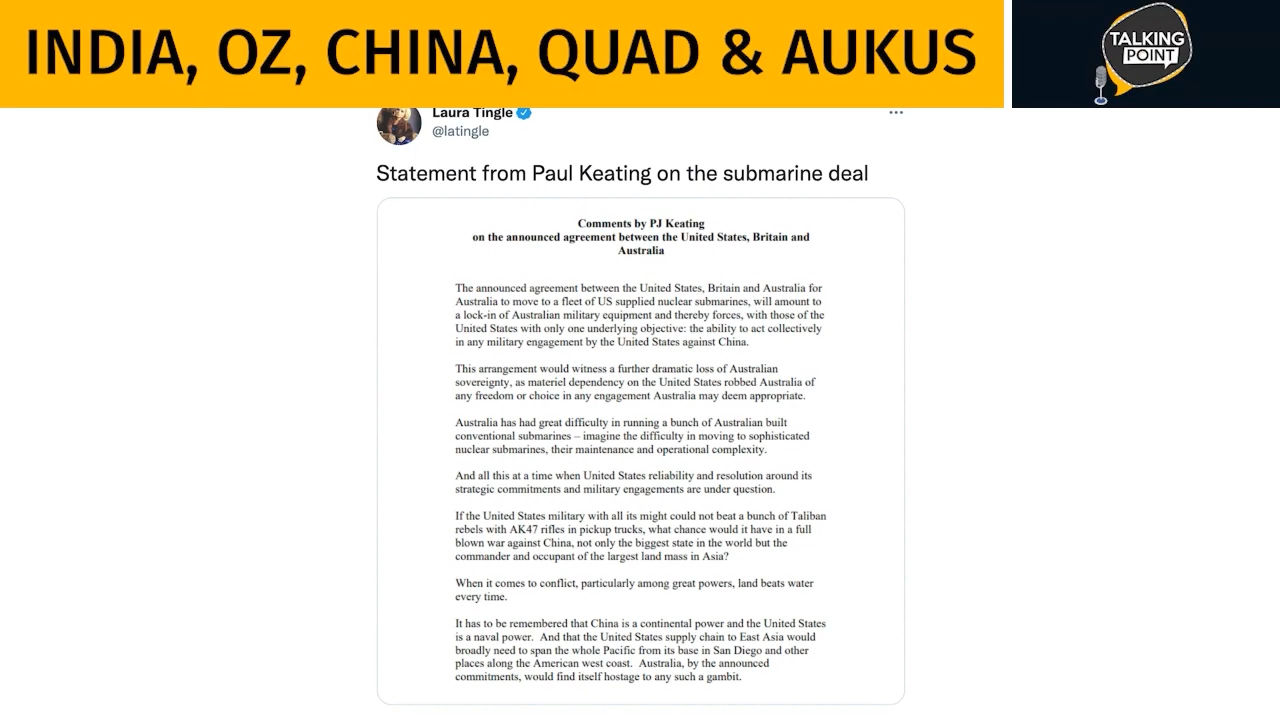 INDIA, OZ, CHINA, QUAD & AUKUS
TALKING
POINT
Laura Tingle
@latingle
Statement from Paul Keating on the submarine deal
Comments by PJ Keating
on the announced agreement between the United States, Britain and
Australia
The announced agreement between the United States, Britain and Australia for
Australia to move to a fleet of US supplied nuclear submarines, will amount to
a lock-in of Australian military equipment and thereby forces, with those of the
United States with only one underlying objective: the ability to act collectively
in any military engagement by the United States against China.
This arrangement would witness a further dramatic loss of Australian
sovereignty, as materiel dependency on the United States robbed Australia of
any freedom or choice in any engagement Australia may deem appropriate.
Australia has had great difficulty in running a bunch of Australian built
conventional submarines – imagine the difficulty in moving to sophisticated
nuclear submarines, their maintenance and operational complexity.
And all this at a time when United States reliability and resolution around its
strategic commitments and military engagements are under question.
If the United States military with all its might could not beat a bunch of Taliban
rebels with AK47 rifles in pickup trucks, what chance would it have in a full
blown war against China, not only the biggest state in the world but the
commander and occupant of the largest land mass in Asia?
When it comes to conflict, particularly among great powers, land beats water
every time.
It has to be remembered that China is a continental power and the United States
is a naval power. And that the United States supply chain to East Asia would
broadly need to span the whole Pacific from its base in San Diego and other
places along the American west coast. Australia, by the announced
commitments, would find itself hostage to any such a gambit.